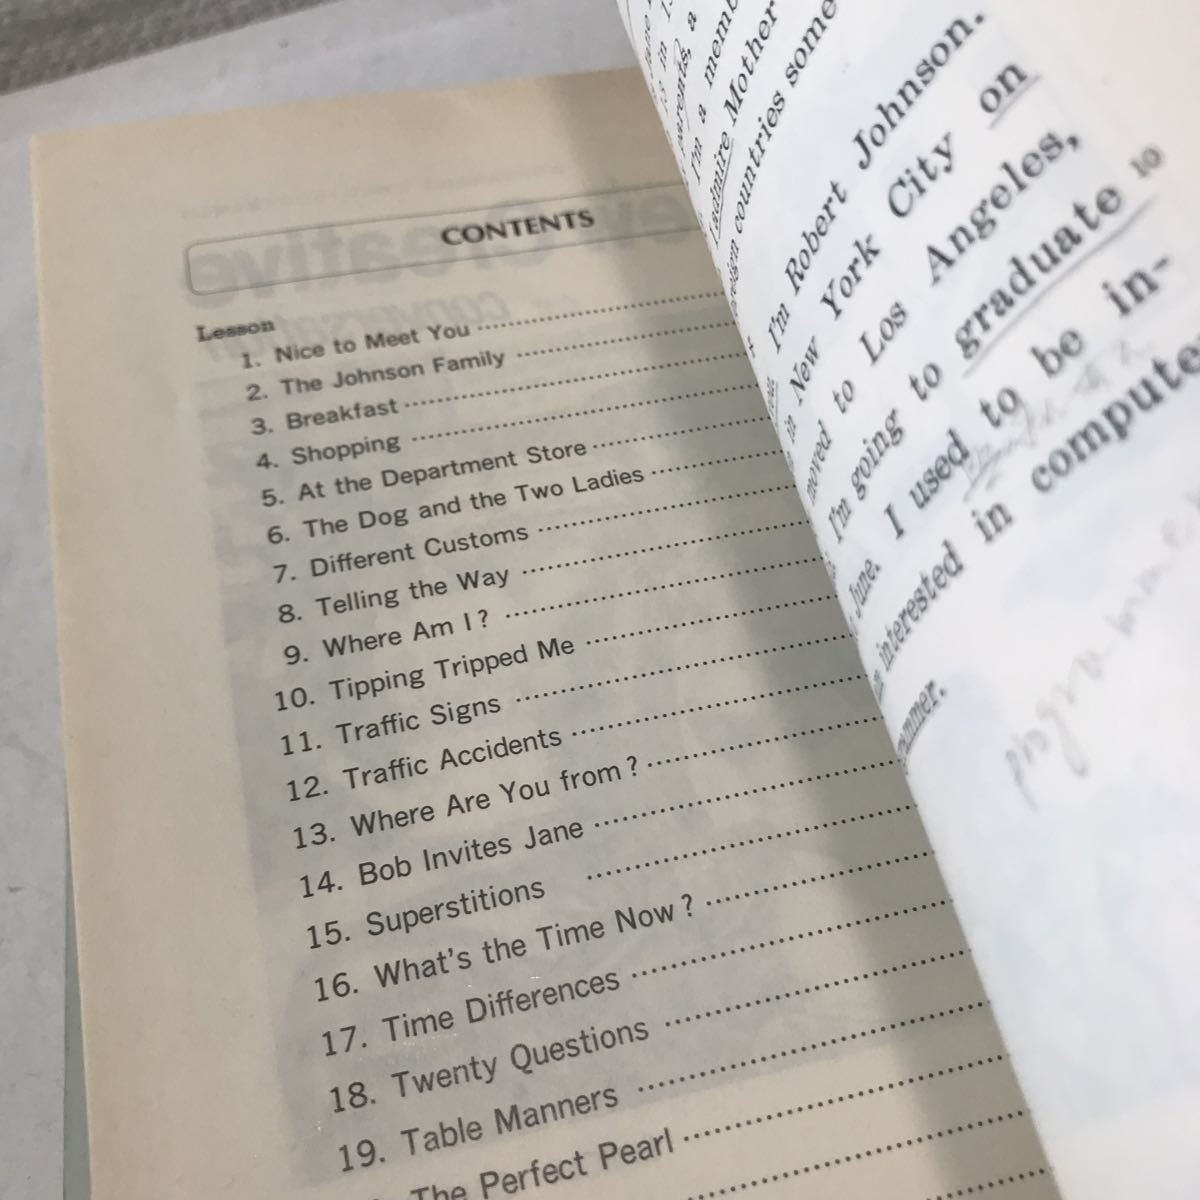 CONTENTS
Lesson
1. Nice to Meet You
2. The Johnson Family
3. Breakfast
4. Shopping
5. At the Department Store
6. The Dog and the Two Ladies
7. Different Customs
8. Telling the Way
9. Where Am I?
10. Tipping Tripped Me
11. Traffic Signs
12. Traffic Accidents
13. Where Are You from?
14. Bob Invites Jane
15. Superstitions
16. What's the Time Now?
17. Time Differences
18. Twenty Questions
19. Table Manners
The Perfect Pearl
parents, a
I'm a memb
admire Mother
countries some
I'm Robert Johnson.
in New York City on
moved to Los Angeles,
I'm going to graduate 10
June. I used to be in-
interested in computer